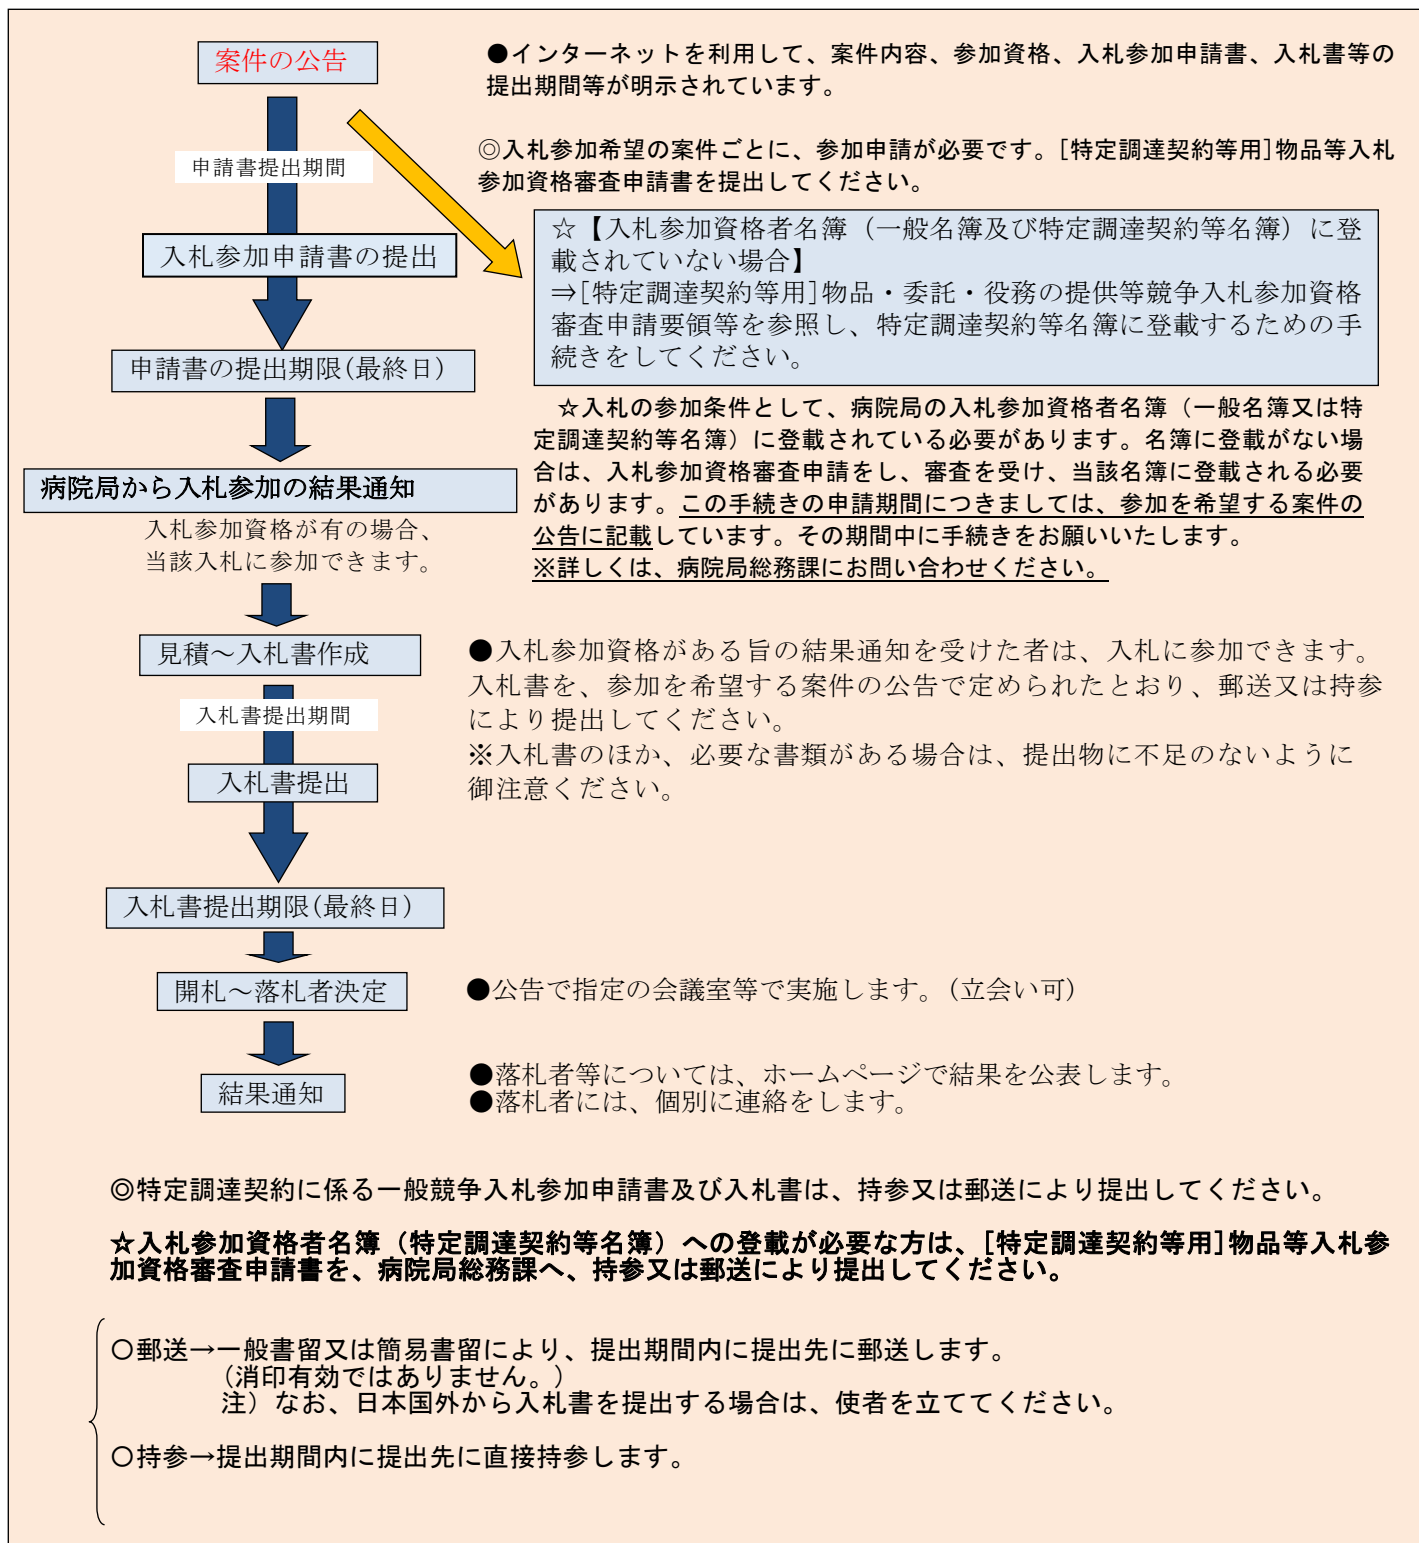 案件の公告
●インターネットを利用して、案件内容、参加資格、入札参加申請書、入札書等の
提出期間等が明示されています。
申請書提出期間
◎入札参加希望の案件ごとに、参加申請が必要です。[特定調達契約等用]物品等入札
参加資格審査申請書を提出してください。
入札参加申請書の提出
☆【入札参加資格者名簿（一般名簿及び特定調達契約等名簿）に登
載されていない場合】
⇒[特定調達契約等用]物品・委託・役務の提供等競争入札参加資格
審査申請要領等を参照し、特定調達契約等名簿に登載するための手
続きをしてください。
申請書の提出期限(最終日)
☆入札の参加条件として、病院局の入札参加資格者名簿（一般名簿又は特
定調達契約等名簿）に登載されている必要があります。名簿に登載がない場
合は、入札参加資格審査申請をし、審査を受け、当該名簿に登載される必要
があります。この手続きの申請期間につきましては、参加を希望する案件の
公告に記載しています。その期間中に手続きをお願いいたします。
※詳しくは、病院局総務課にお問い合わせください。
病院局から入札参加の結果通知
入札参加資格が有の場合、
当該入札に参加できます。
見積～入札書作成
●入札参加資格がある旨の結果通知を受けた者は、入札に参加できます。
入札書を、参加を希望する案件の公告で定められたとおり、郵送又は持参
により提出してください。
※入札書のほか、必要な書類がある場合は、提出物に不足のないように
御注意ください。
入札書提出期間
入札書提出
入札書提出期限(最終日)
開札～落札者決定
●公告で指定の会議室等で実施します。(立会い可)
結果通知
●落札者等については、ホームページで結果を公表します。
●落札者には、個別に連絡をします。
◎特定調達契約に係る一般競争入札参加申請書及び入札書は、持参又は郵送により提出してください。
☆入札参加資格者名簿（特定調達契約等名簿）への登載が必要な方は、[特定調達契約等用]物品等入札参
加資格審査申請書を、病院局総務課へ、持参又は郵送により提出してください。
〇郵送→一般書留又は簡易書留により、提出期間内に提出先に郵送します。
（消印有効ではありません。）
注）なお、日本国外から入札書を提出する場合は、使者を立ててください。
〇持参→提出期間内に提出先に直接持参します。